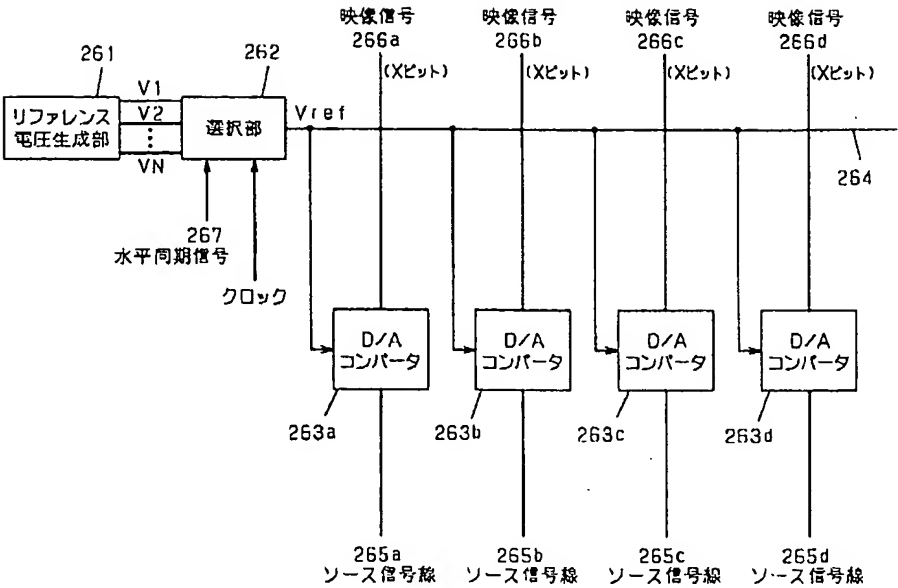 映像信号
266a
映像信号
266b
映像信号
266c
映像信号
266d
(Xビット)
(Xビット)
(Xビット)
(Xビット)
261
262
リファレンス
電圧生成部
V1
V2
⋮
VN
選択部
Vref
264
267
水平同期信号
クロック
D/A
コンバータ
D/A
コンバータ
D/A
コンバータ
D/A
コンバータ
263a
263b
263c
263d
265a
ソース信号線
265b
ソース信号線
265c
ソース信号線
265d
ソース信号線